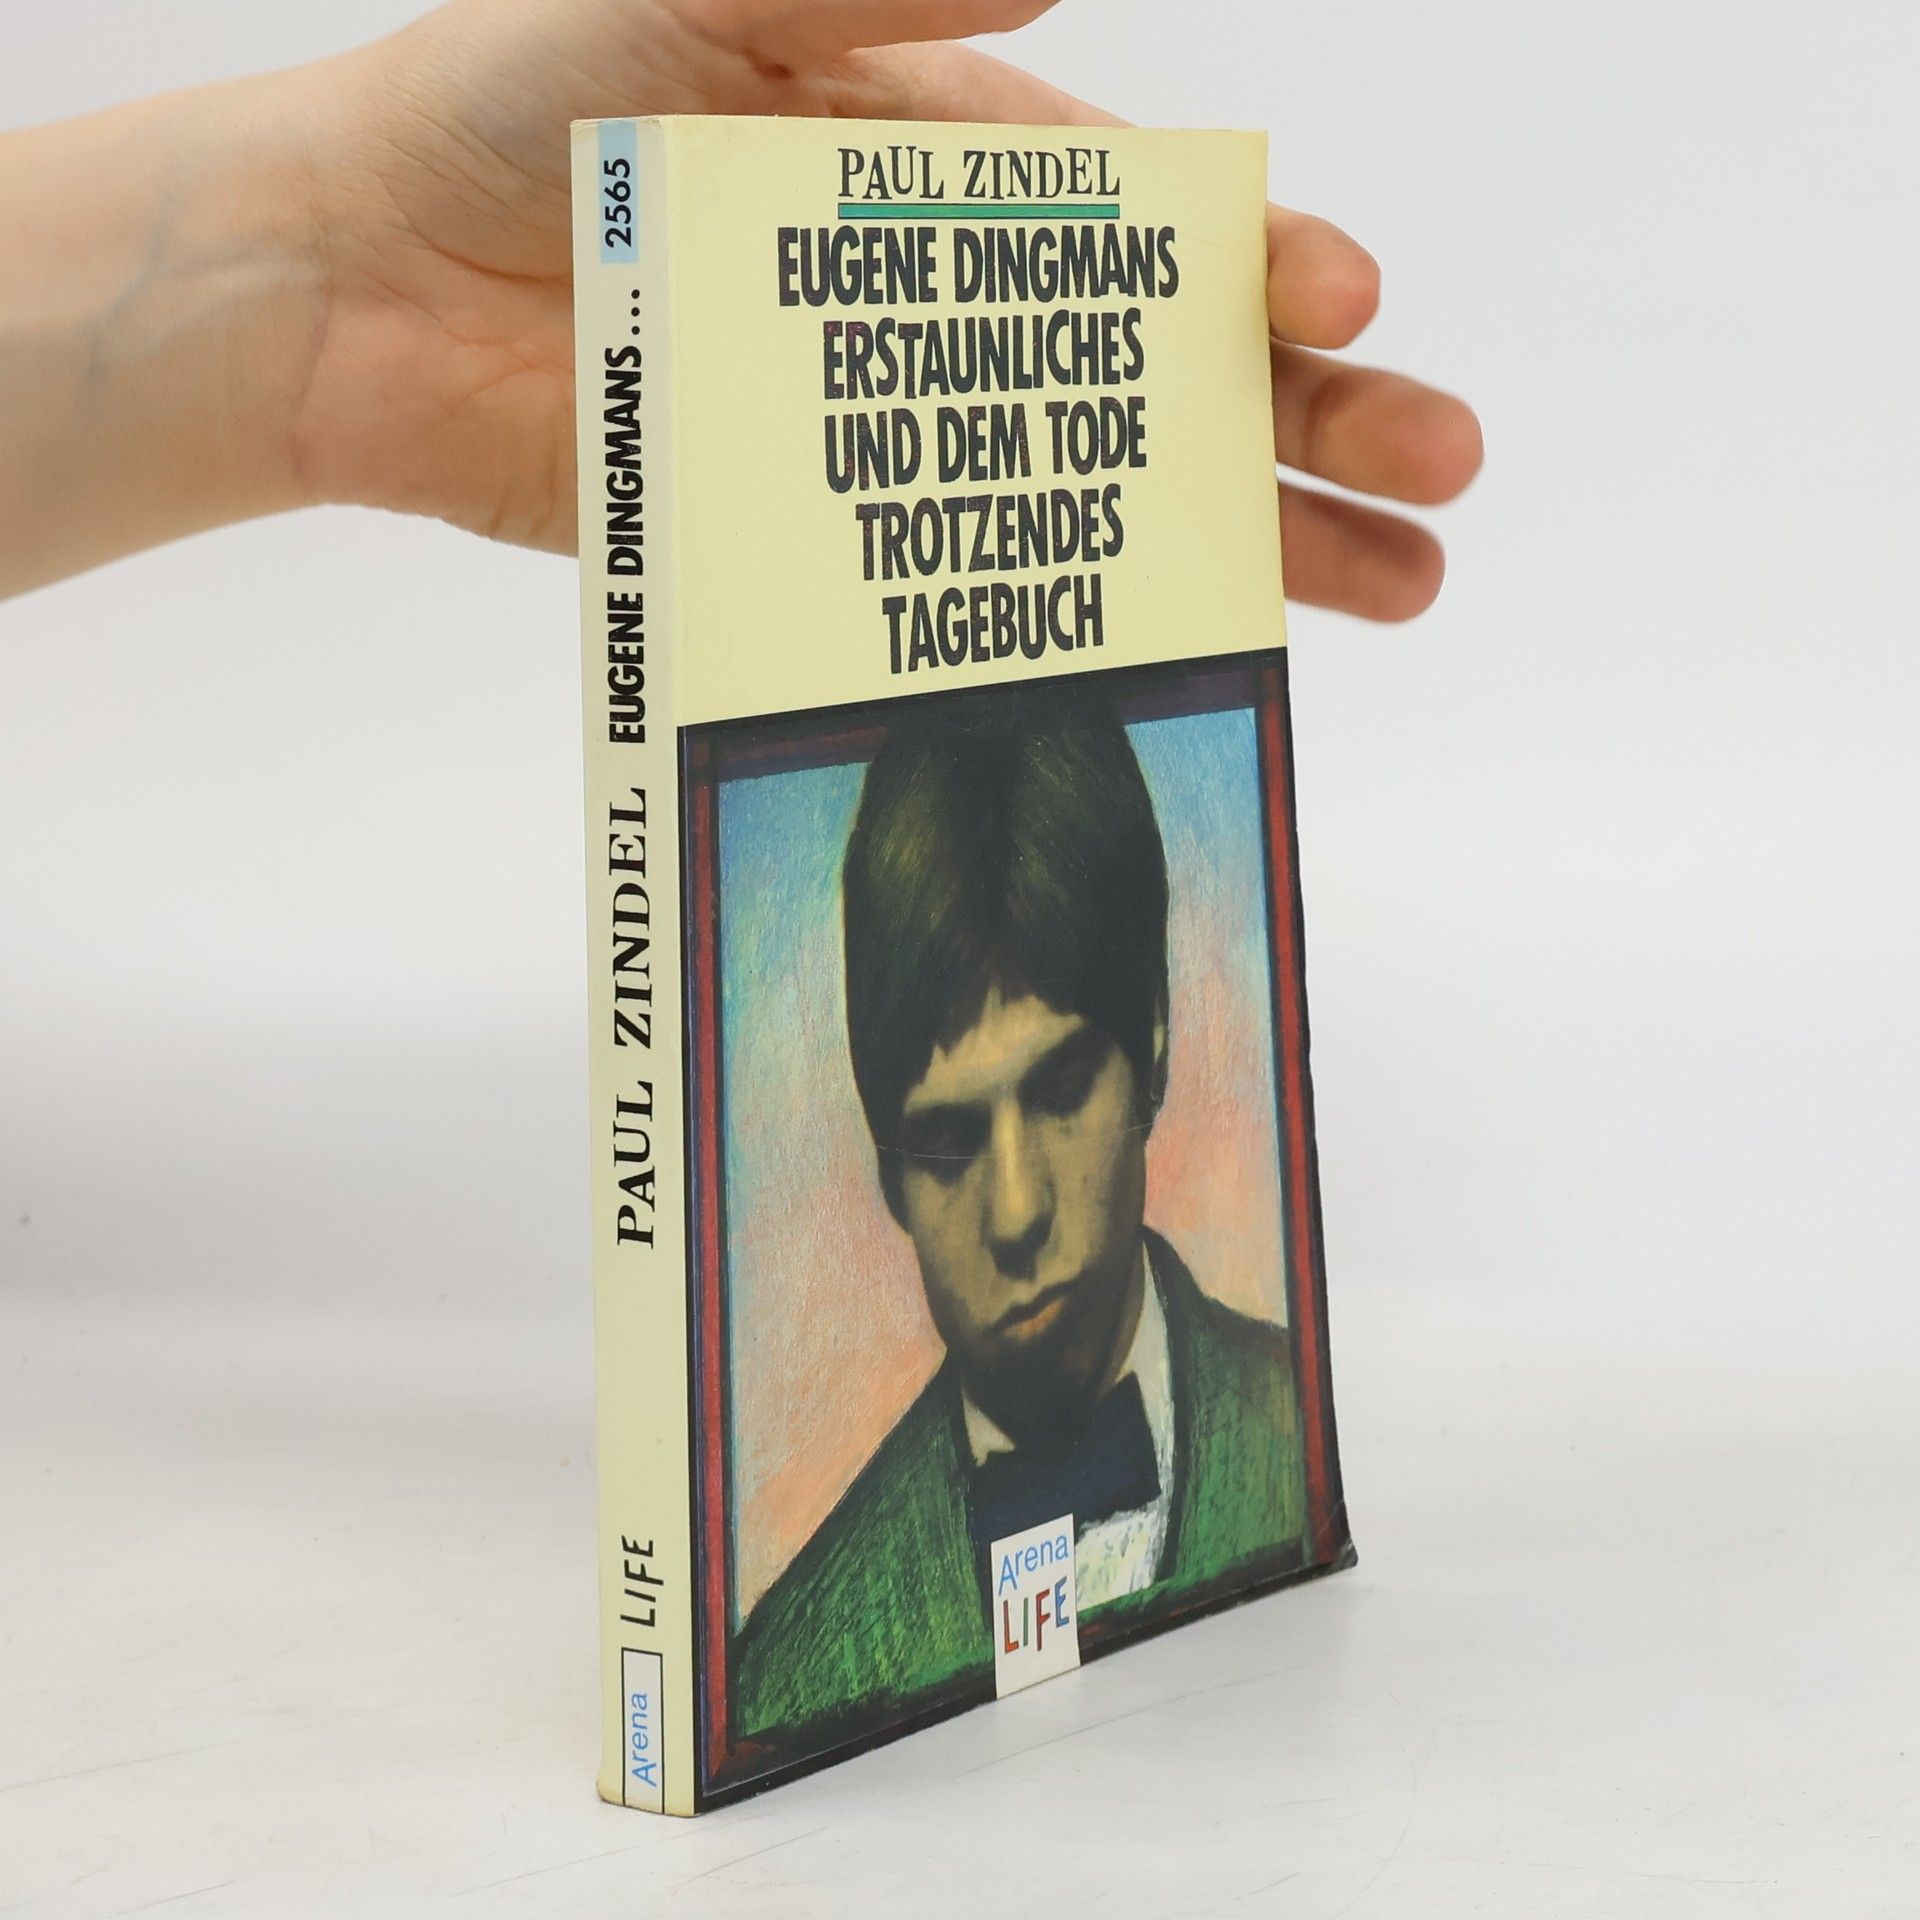 PAUL ZINDEL
EUGENE DINGMANS
ERSTAUNLICHES
UND DEM TODE
TROTZENDES
TAGEBUCH
Arena
LIFE
Arena LIFE PAUL ZINDEL EUGENE DINGMANS... 2565